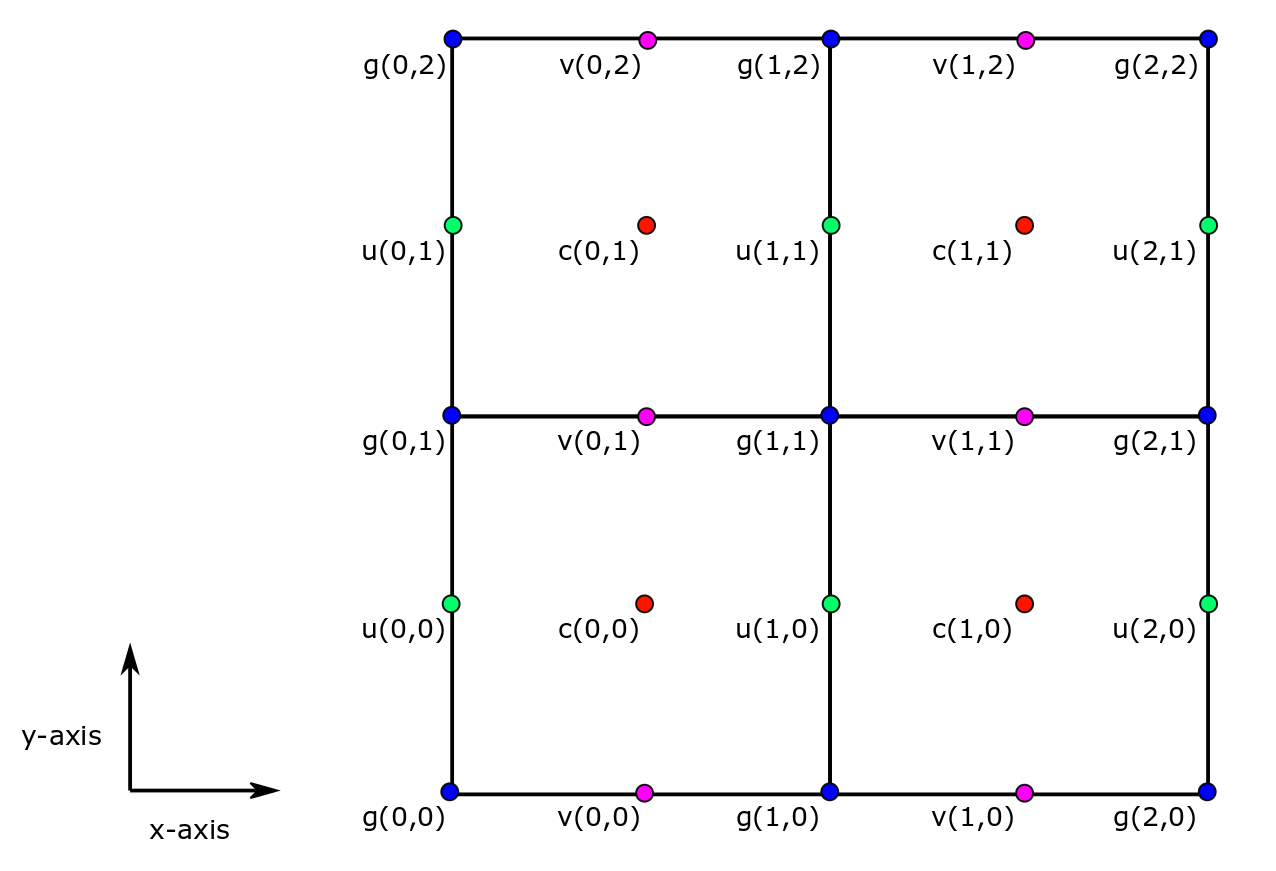 g(0,2) v(0,2) g(1,2) v(1,2) g(2,2)
u(0,1) c(0,1) u(1,1) c(1,1) u(2,1)
g(0,1) v(0,1) g(1,1) v(1,1) g(2,1)
u(0,0) c(0,0) u(1,0) c(1,0) u(2,0)
y-axis
g(0,0) v(0,0) g(1,0) v(1,0) g(2,0)
x-axis